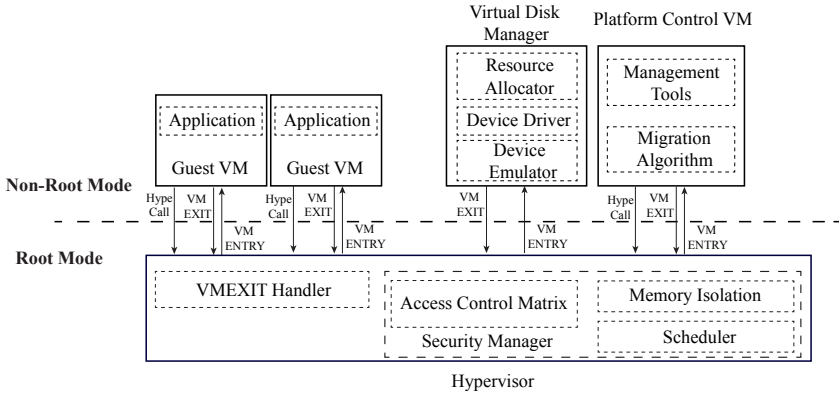 Virtual Disk
Manager
Platform Control VM
Resource
Allocator
Device Driver
Device
Emulator
Management
Tools
Migration
Algorithm
Application
Guest VM
Application
Guest VM
Non-Root Mode
Hype
Call
VM
EXIT
VM
ENTRY
Hype
Call
VM
EXIT
VM
ENTRY
VM
EXIT
VM
ENTRY
Hype
Call
VM
EXIT
VM
ENTRY
Root Mode
VMEXIT Handler
Access Control Matrix
Security Manager
Memory Isolation
Scheduler
Hypervisor